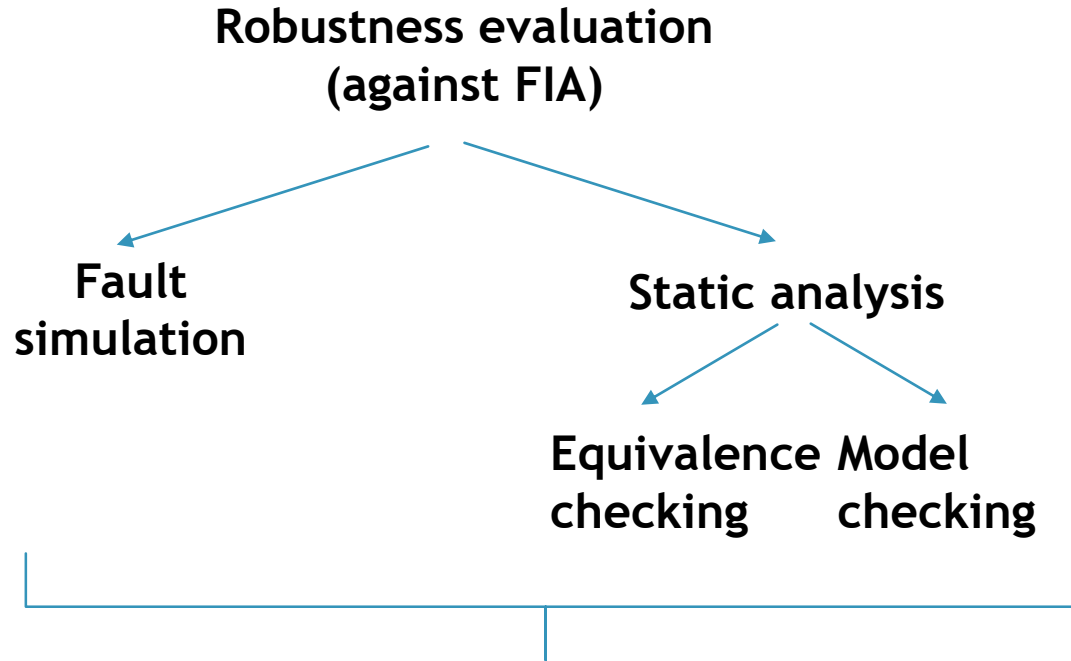 Robustness evaluation
(against FIA)
Fault
simulation
Static analysis
Equivalence
checking
Model
checking